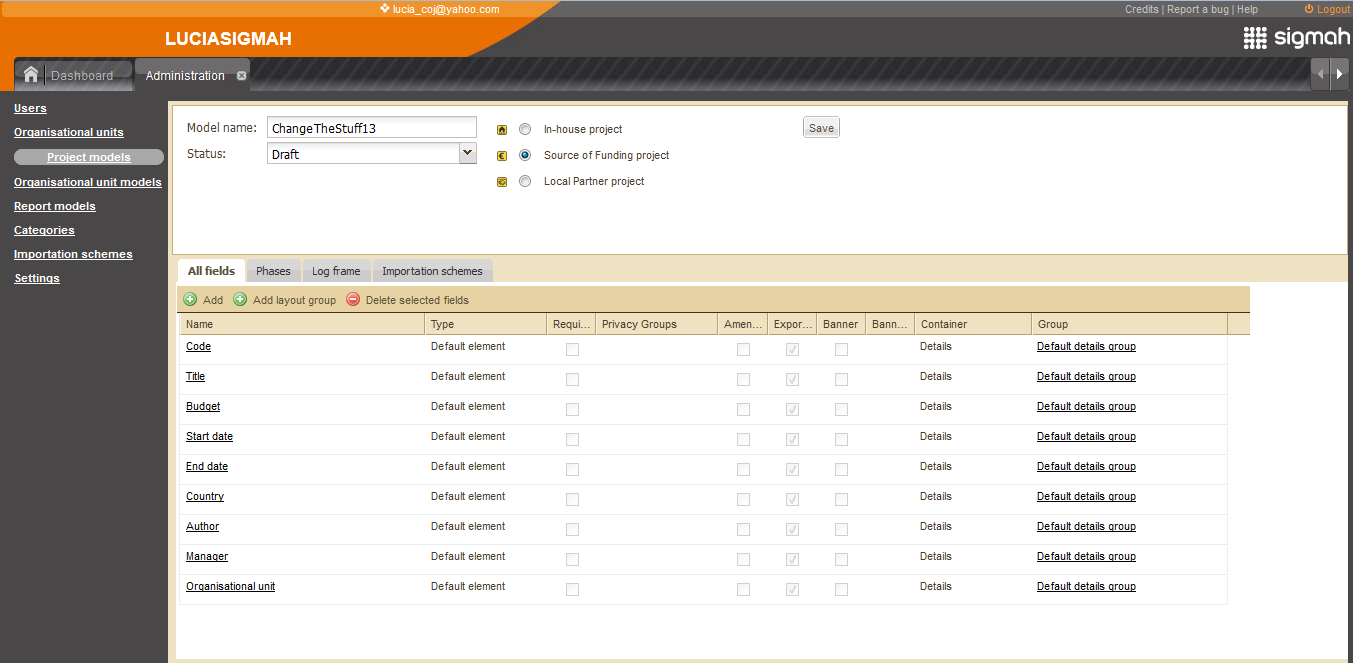 lucia_coj@yahoo.com
Credits | Report a bug | Help
Logout
LUCIASIGMAH
sigmah
Dashboard
Administration
Users
Organisational units
Project models
Organisational unit models
Report models
Categories
Importation schemes
Settings
Model name: ChangeTheStuff13
In-house project
Save
Status: Draft
Source of Funding project
Local Partner project
All fields Phases Log frame Importation schemes
Add Add layout group Delete selected fields
Name Type Requi... Privacy Groups Amen... Expor... Banner Bann... Container Group
Code Default element Details Default details group
Title Default element Details Default details group
Budget Default element Details Default details group
Start date Default element Details Default details group
End date Default element Details Default details group
Country Default element Details Default details group
Author Default element Details Default details group
Manager Default element Details Default details group
Organisational unit Default element Details Default details group